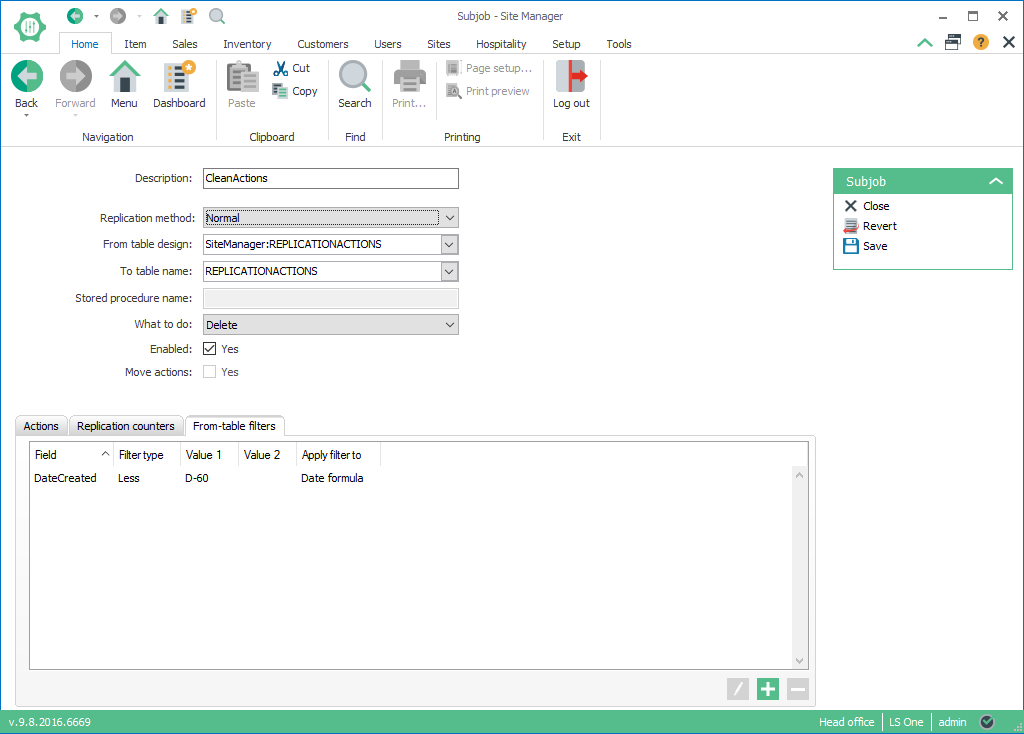 Subjob - Site Manager
Home Item Sales Inventory Customers Users Sites Hospitality Setup Tools
Back Forward Menu Dashboard Paste Cut Copy Search Print... Page setup... Print preview Log out
Navigation Clipboard Find Printing Exit
Description: CleanActions
Replication method: Normal
From table design: SiteManager:REPLICATIONACTIONS
To table name: REPLICATIONACTIONS
Stored procedure name:
What to do: Delete
Enabled: Yes
Move actions: Yes
Subjob
Close
Revert
Save
Actions Replication counters From-table filters
Field Filter type Value 1 Value 2 Apply filter to
DateCreated Less D-60 Date formula
v.9.8.2016.6669 Head office LS One admin